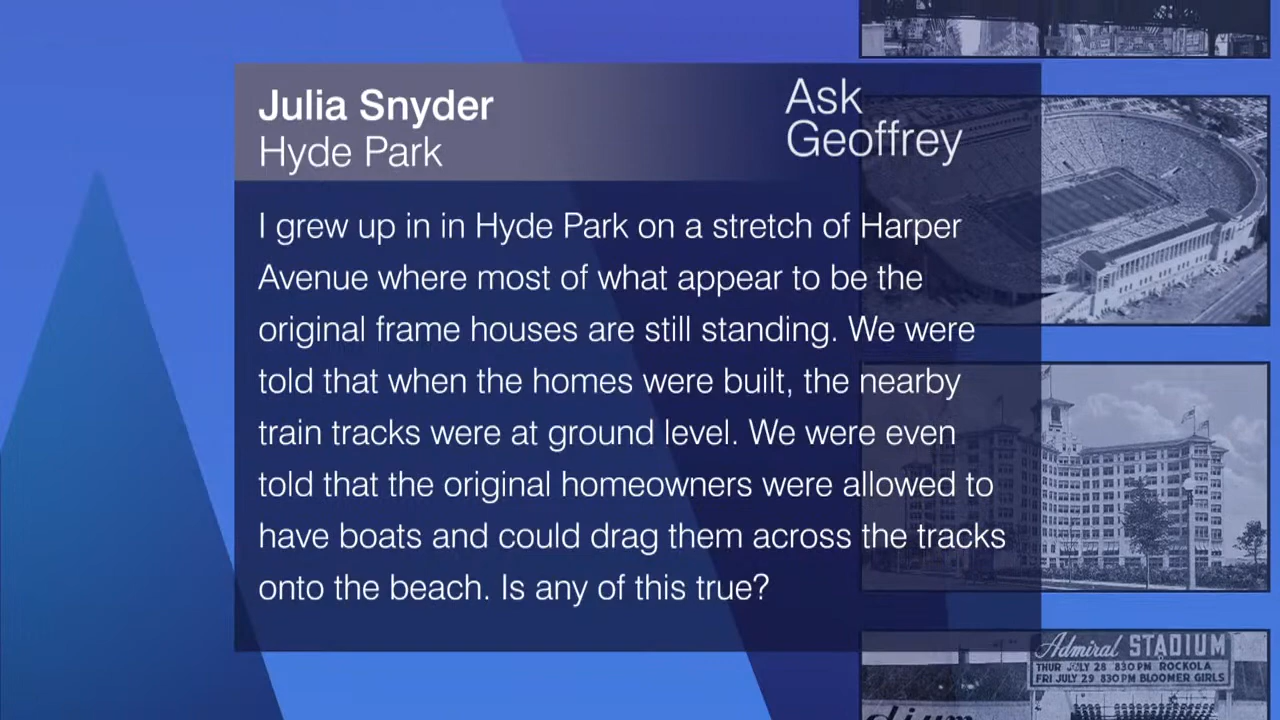 Julia Snyder
Hyde Park
Ask
Geoffrey
I grew up in in Hyde Park on a stretch of Harper
Avenue where most of what appear to be the
original frame houses are still standing. We were
told that when the homes were built, the nearby
train tracks were at ground level. We were even
told that the original homeowners were allowed to
have boats and could drag them across the tracks
onto the beach. Is any of this true?
Admiral STADIUM
THUR JULY 28 830 PM ROCKOLA
FRI JULY 29 830 PM BLOOMER GIRLS